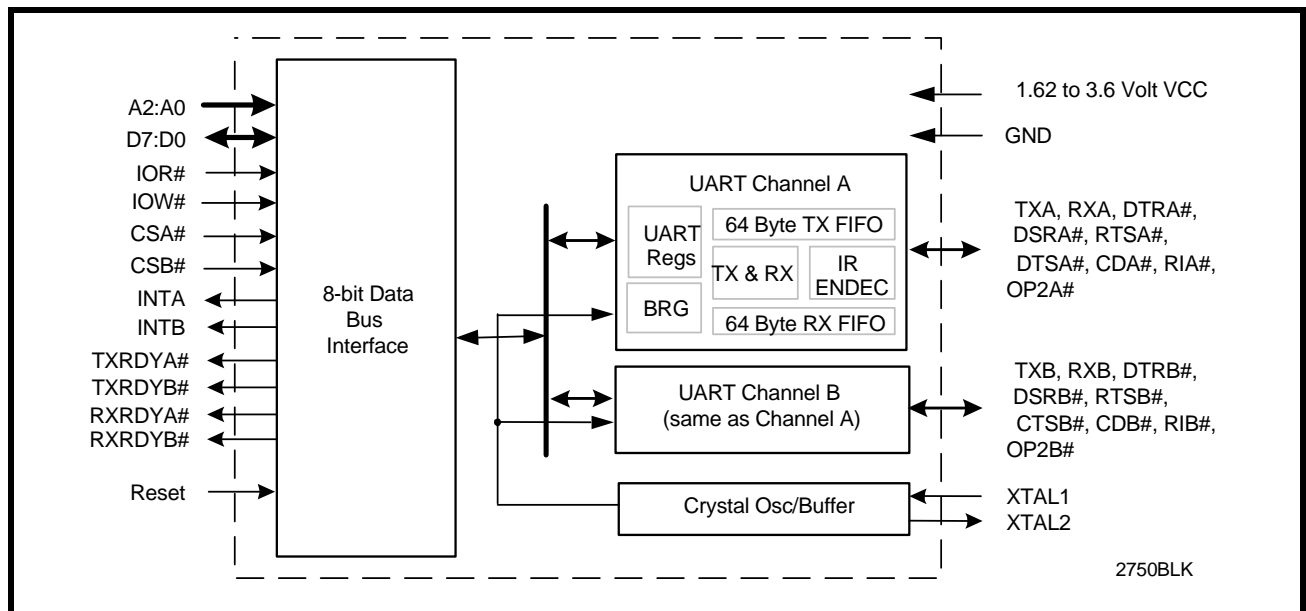 A2:A0
D7:D0
IOR#
IOW#
CSA#
CSB#
INTA
INTB
TXRDYA#
TXRDYB#
RXRDYA#
RXRDYB#
Reset
8-bit Data
Bus
Interface
UART Channel A
UART
Regs
BRG
64 Byte TX FIFO
TX & RX
IR
ENDEC
64 Byte RX FIFO
UART Channel B
(same as Channel A)
Crystal Osc/Buffer
1.62 to 3.6 Volt VCC
GND
TXA, RXA, DTRA#,
DSRA#, RTSA#,
DTSA#, CDA#, RIA#,
OP2A#
TXB, RXB, DTRB#,
DSRB#, RTSB#,
CTSB#, CDB#, RIB#,
OP2B#
XTAL1
XTAL2
2750BLK